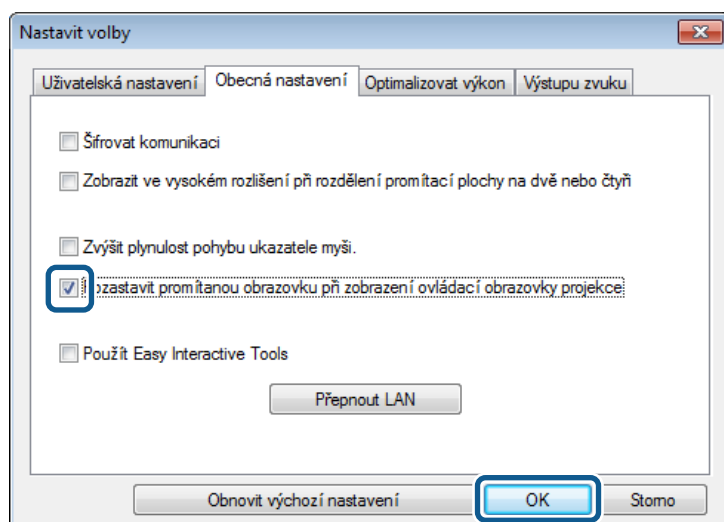 Nastavit volby
Uživatelská nastavení Obecná nastavení Optimalizovat výkon Výstupu zvuku
Šifrovat komunikaci
Zobrazit ve vysokém rozlišení při rozdělení promítací plochy na dvě nebo čtyři
Zvýšit plynulost pohybu ukazatele myši.
ozastavit promítanou obrazovku při zobrazení ovládací obrazovky projekce
Použít Easy Interactive Tools
Přepnout LAN
Obnovit výchozí nastavení OK Storno